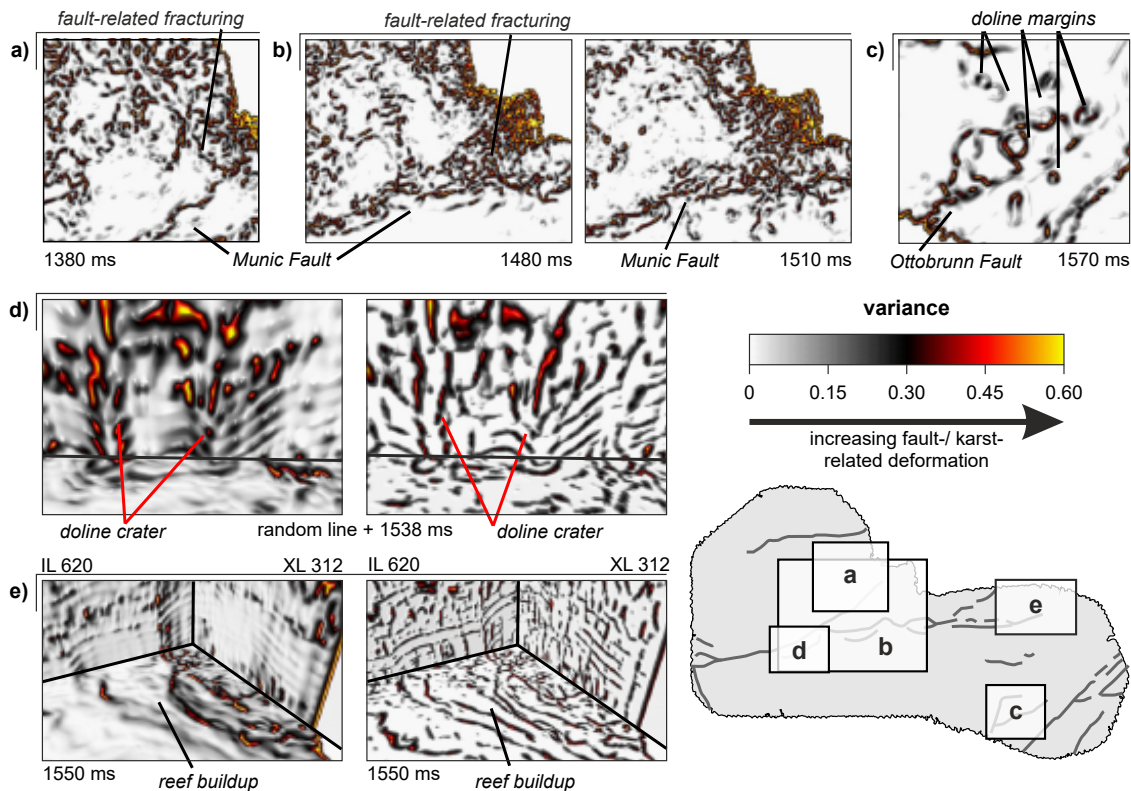 fault-related fracturing
fault-related fracturing
doline margins
a)
b)
c)
1380 ms
Munic Fault
1480 ms
Munic Fault
1510 ms
Ottobrunn Fault
1570 ms
d)
variance
0
0.15
0.30
0.45
0.60
increasing fault-/ karst-
related deformation
doline crater
random line + 1538 ms
doline crater
IL 620
XL 312
IL 620
XL 312
e)
1550 ms
reef buildup
1550 ms
reef buildup
a
e
d
b
c